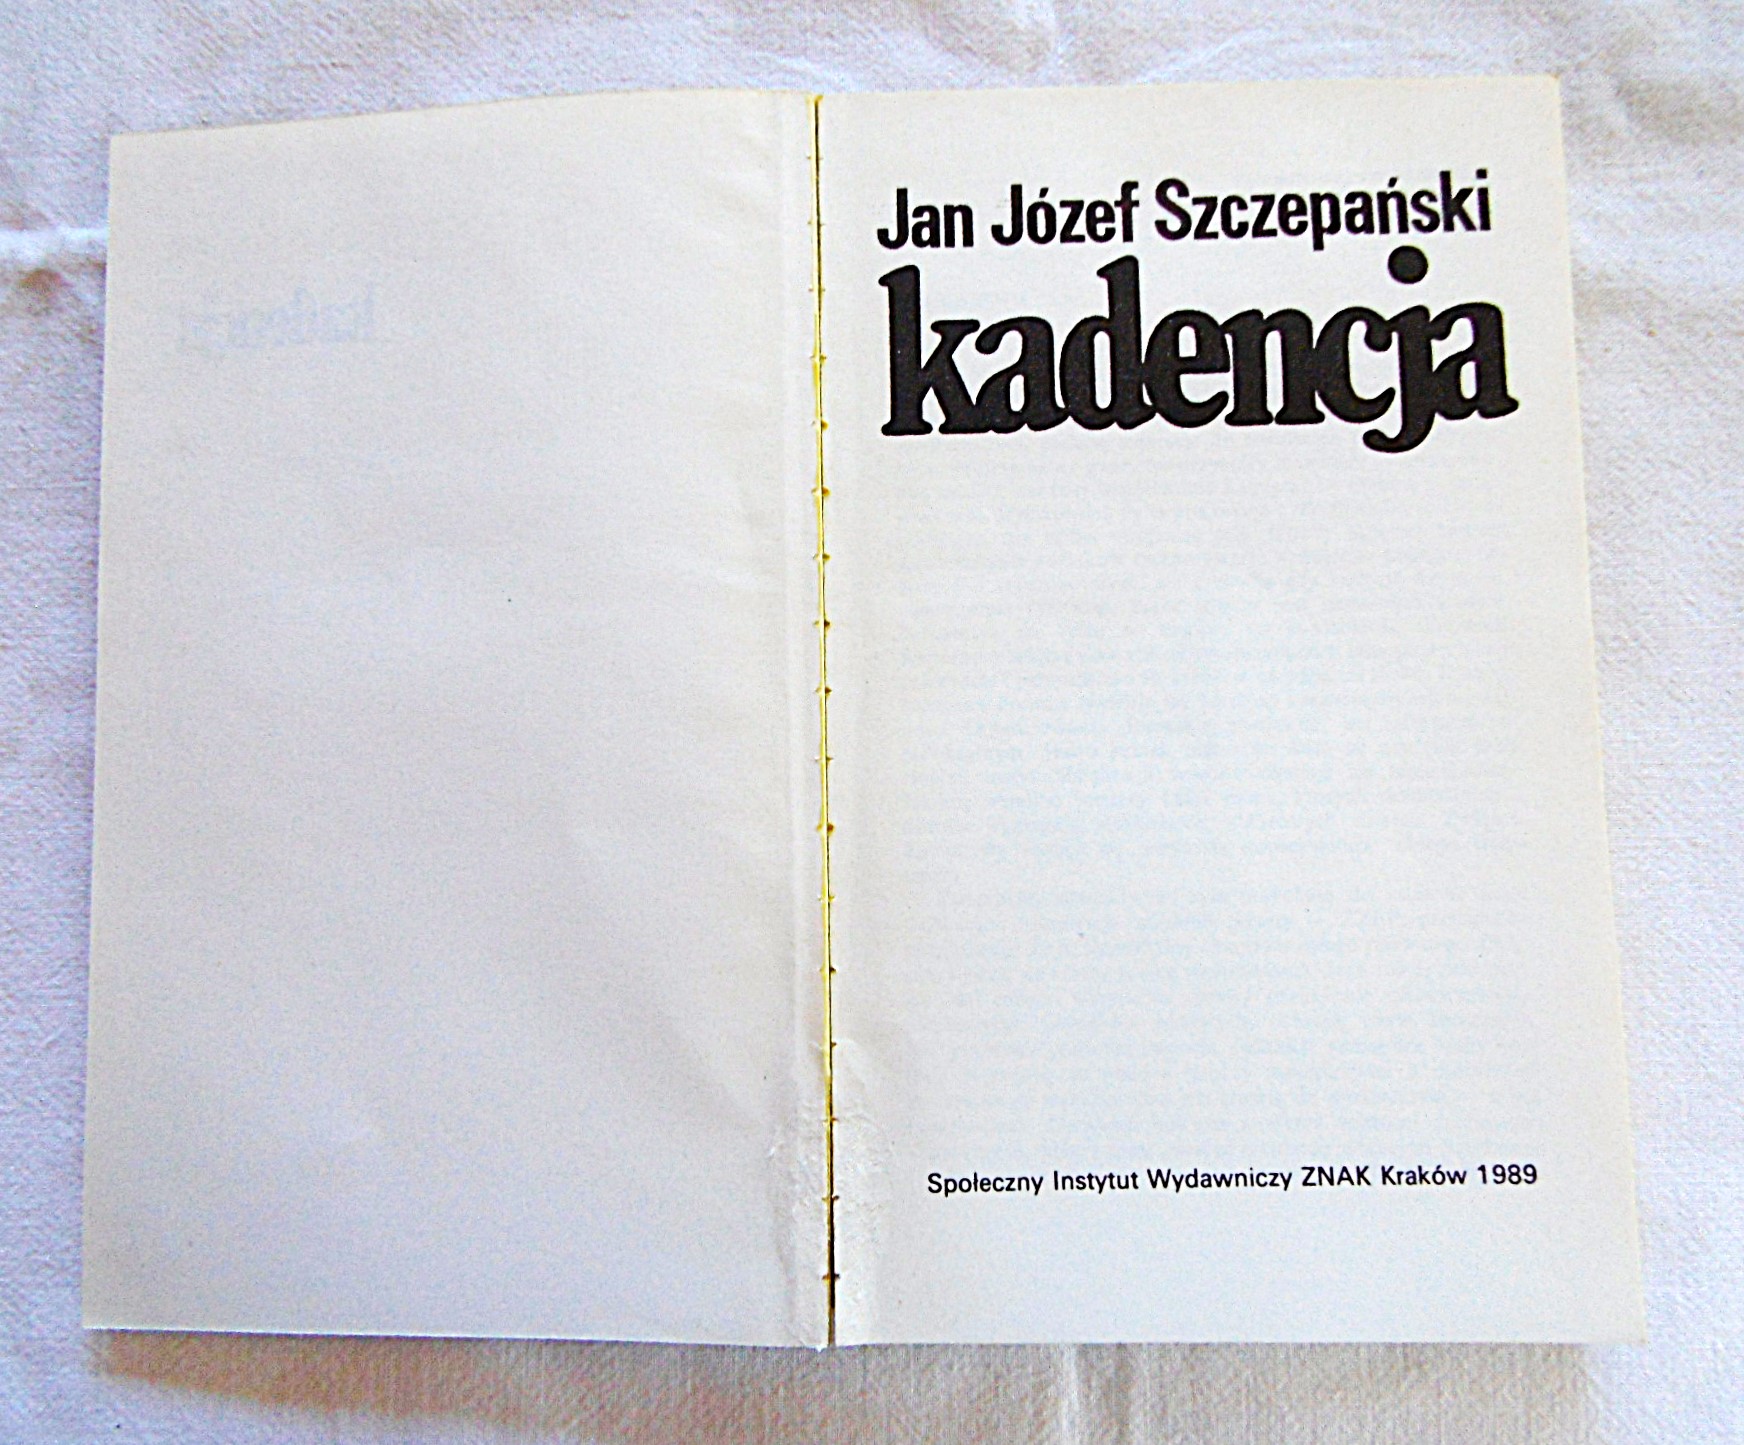 Jan Józef Szczepański
kadencja
Społeczny Instytut Wydawniczy ZNAK Kraków 1989